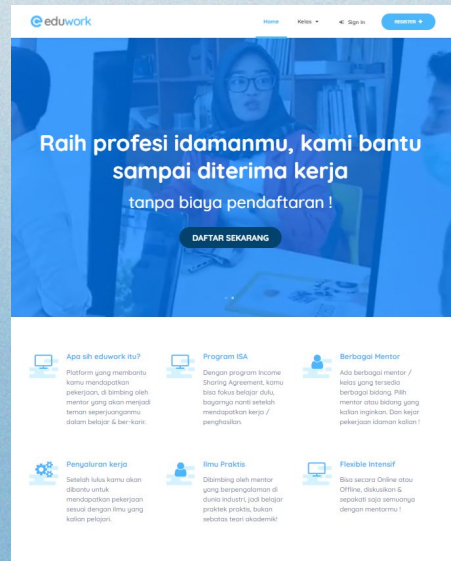 eduwork
Home Kelas Sign In REGISTER
Raih profesi idamanmu, kami bantu
sampai diterima kerja
tanpa biaya pendaftaran !
DAFTAR SEKARANG
Apa sih eduwork itu?
Platform yang membantu
kamu mendapatkan
pekerjaan, di bimbing oleh
mentor yang akan menjadi
teman seperjuanganmu
dalam belajar & ber-karir.
Program ISA
Dengan program Income
Sharing Agreement, kamu
bisa fokus belajar dulu,
bayarnya nanti setelah
mendapatkan kerja /
penghasilan.
Berbagai Mentor
Ada berbagai mentor /
kelas yang tersedia
berbagai bidang. Pilih
mentor atau bidang yang
kalian inginkan. Dan kejar
pekerjaan idaman kalian !
Penyaluran kerja
Setelah lulus kamu akan
dibantu untuk
mendapatkan pekerjaan
sesuai dengan ilmu yang
kalian pelajari.
Ilmu Praktis
Dibimbing oleh mentor
yang berpengalaman di
dunia industri, jadi belajar
praktek praktis, bukan
sebatas teori akademik!
Flexible Intensif
Bisa secara Online atau
Offline, diskusikan &
sepakati saja semuanya
dengan mentormu !